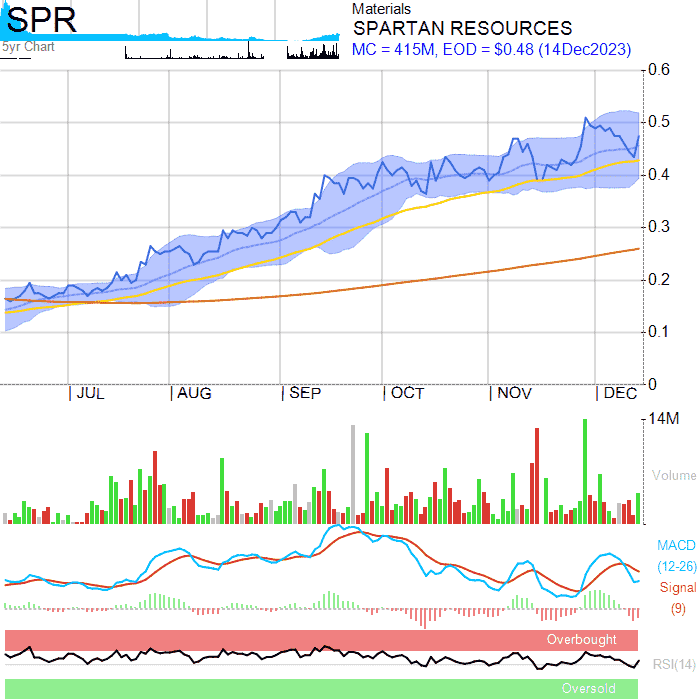 SPR
5yr Chart
Materials
SPARTAN RESOURCES
MC = 415M, EOD = $0.48 (14Dec2023)
0.6
0.5
0.4
0.3
0.2
0.1
0
JUL AUG SEP OCT NOV DEC
14M
Volume
MACD
(12-26)
Signal
(9)
Overbought
RSI(14)
Oversold